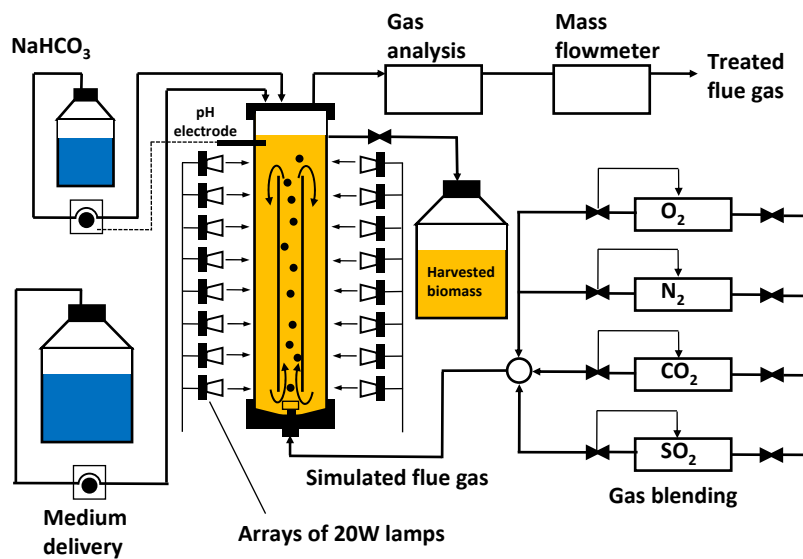 NaHCO3
Gas
analysis
Mass
flowmeter
Treated
flue gas
pH
electrode
O2
N2
CO2
SO2
Harvested
biomass
Simulated flue gas
Gas blending
Medium
delivery
Arrays of 20W lamps